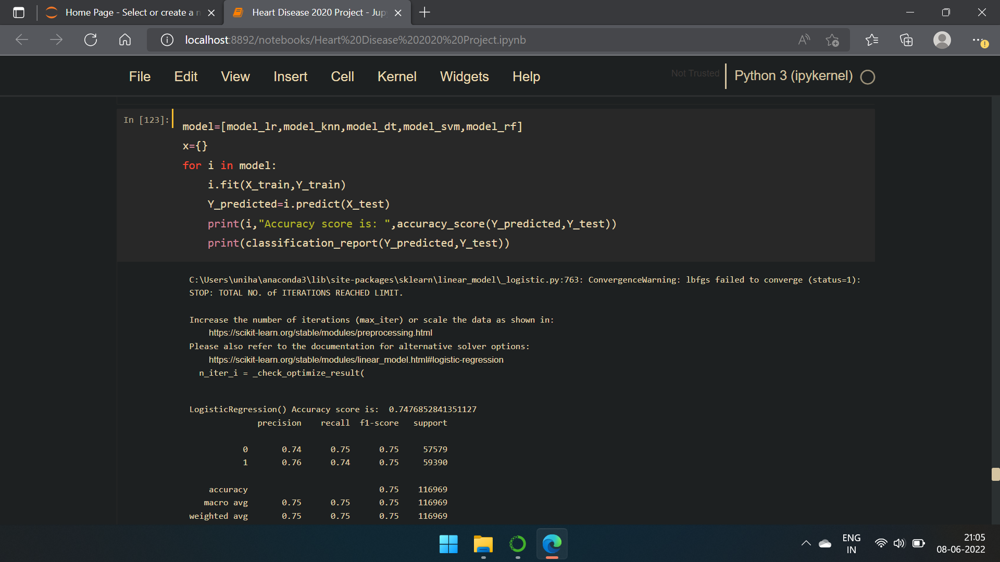 Home Page - Select or create a n
Heart Disease 2020 Project - Jup
localhost:8892/notebooks/Heart%20Disease%202020%20Project.ipynb
File Edit View Insert Cell Kernel Widgets Help
Not Trusted
Python 3 (ipykernel)
In [123]:
model=[model_lr,model_knn,model_dt,model_svm,model_rf]
x={}
for i in model:
    i.fit(X_train,Y_train)
    Y_predicted=i.predict(X_test)
    print(i,"Accuracy score is: ",accuracy_score(Y_predicted,Y_test))
    print(classification_report(Y_predicted,Y_test))
C:\Users\uniha\anaconda3\lib\site-packages\sklearn\linear_model\_logistic.py:763: ConvergenceWarning: lbfgs failed to converge (status=1):
STOP: TOTAL NO. of ITERATIONS REACHED LIMIT.
Increase the number of iterations (max_iter) or scale the data as shown in:
    https://scikit-learn.org/stable/modules/preprocessing.html
Please also refer to the documentation for alternative solver options:
    https://scikit-learn.org/stable/modules/linear_model.html#logistic-regression
  n_iter_i = _check_optimize_result(
LogisticRegression() Accuracy score is:  0.7476852841351127
              precision    recall  f1-score   support
           0       0.74      0.75      0.75     57579
           1       0.76      0.74      0.75     59390
    accuracy                           0.75    116969
   macro avg       0.75      0.75      0.75    116969
weighted avg       0.75      0.75      0.75    116969
ENG
IN
21:05
08-06-2022